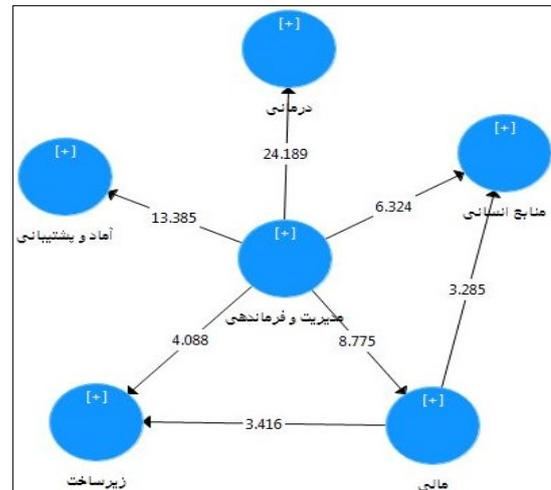 [+]
درمانی
24.189
[+]
منابع انسانی
[+]
آماد و پشتیبانی
13.385
6.324
[+]
مدیریت و فرماندهی
3.285
4.088
8.775
[+]
زیرساخت
3.416
[+]
مالی